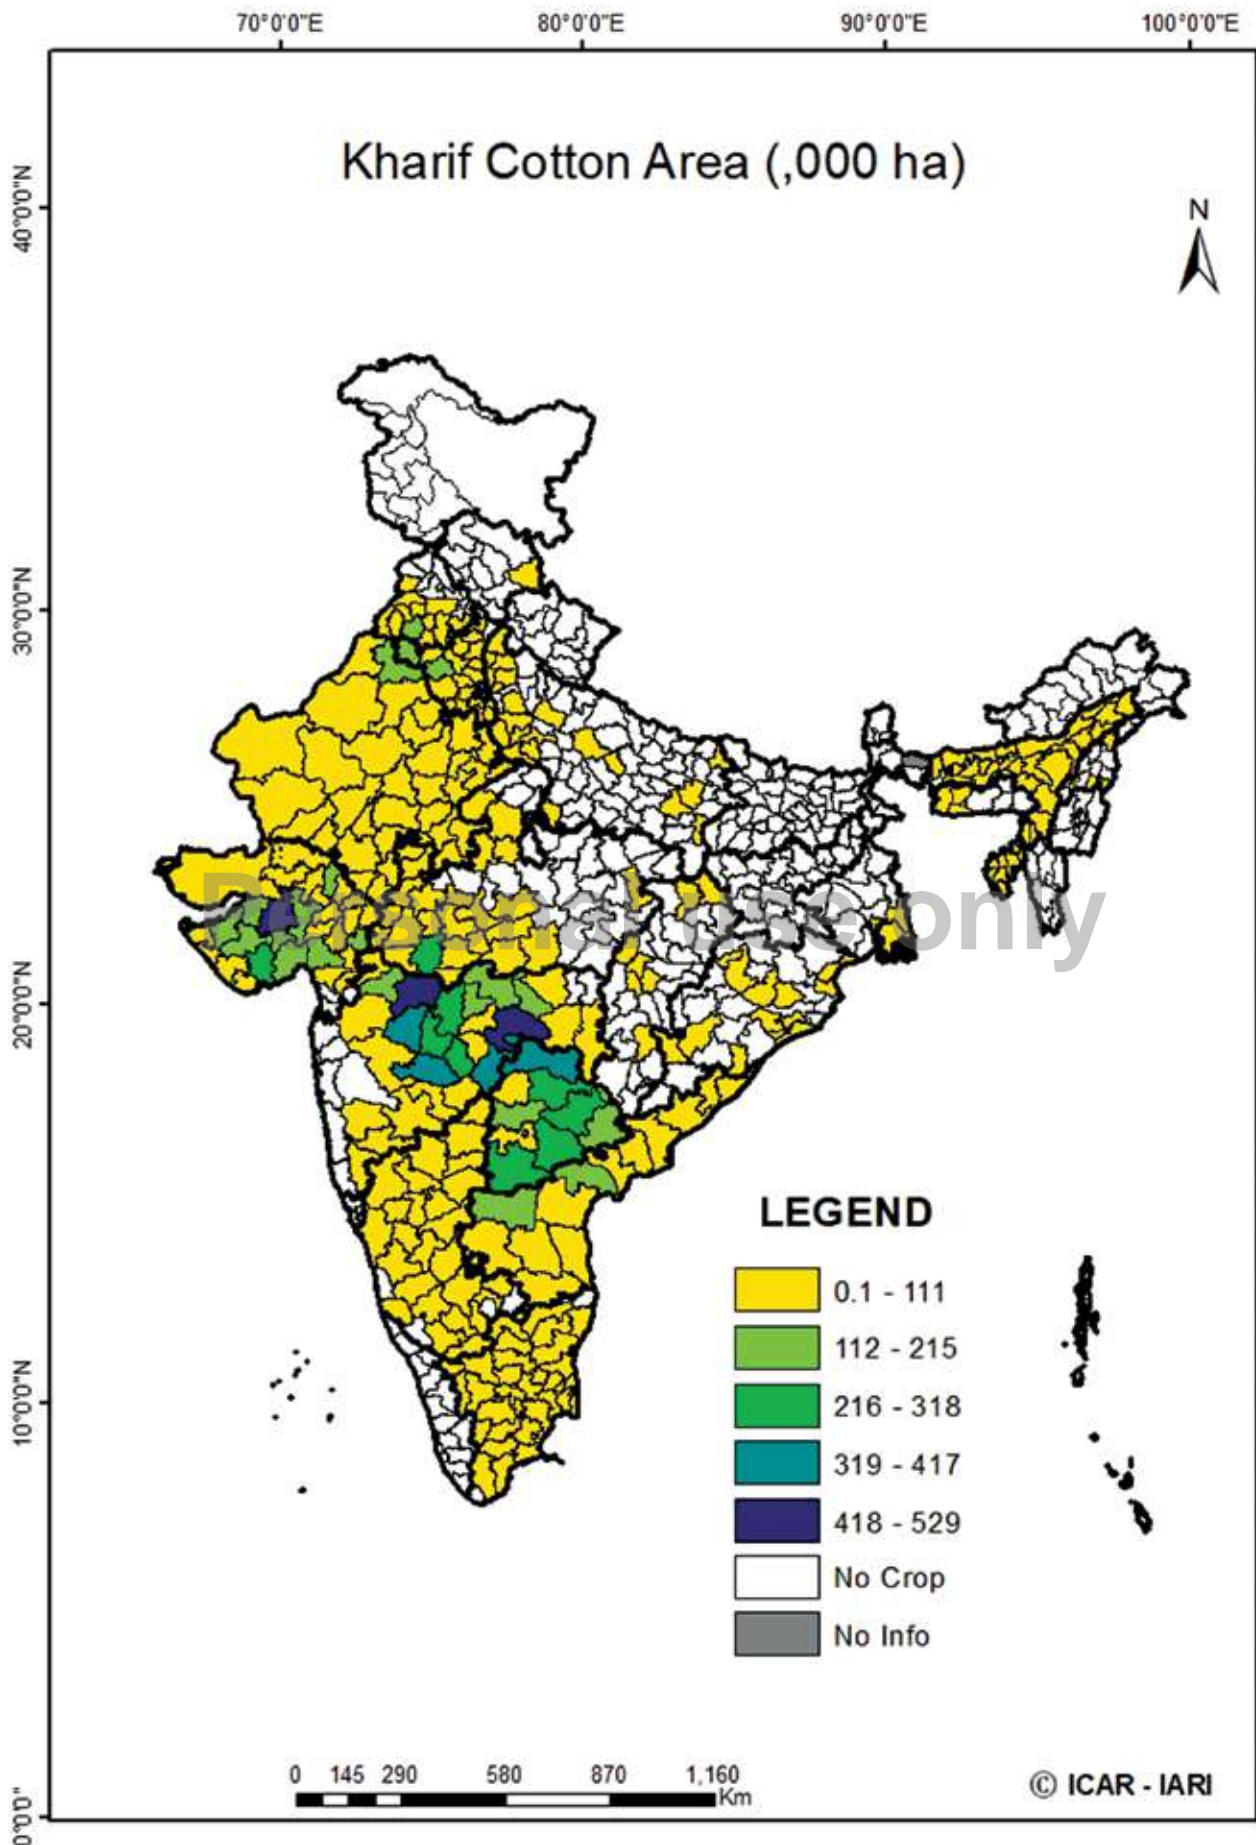 70°0'0"E 80°0'0"E 90°0'0"E 100°0'0"E
Kharif Cotton Area (,000 ha)
N
40°0'0"N
30°0'0"N
20°0'0"N
10°0'0"N
0°0'0"
Personal use only
LEGEND
0.1 - 111
112 - 215
216 - 318
319 - 417
418 - 529
No Crop
No Info
0 145 290 580 870 1,160
Km
© ICAR - IARI